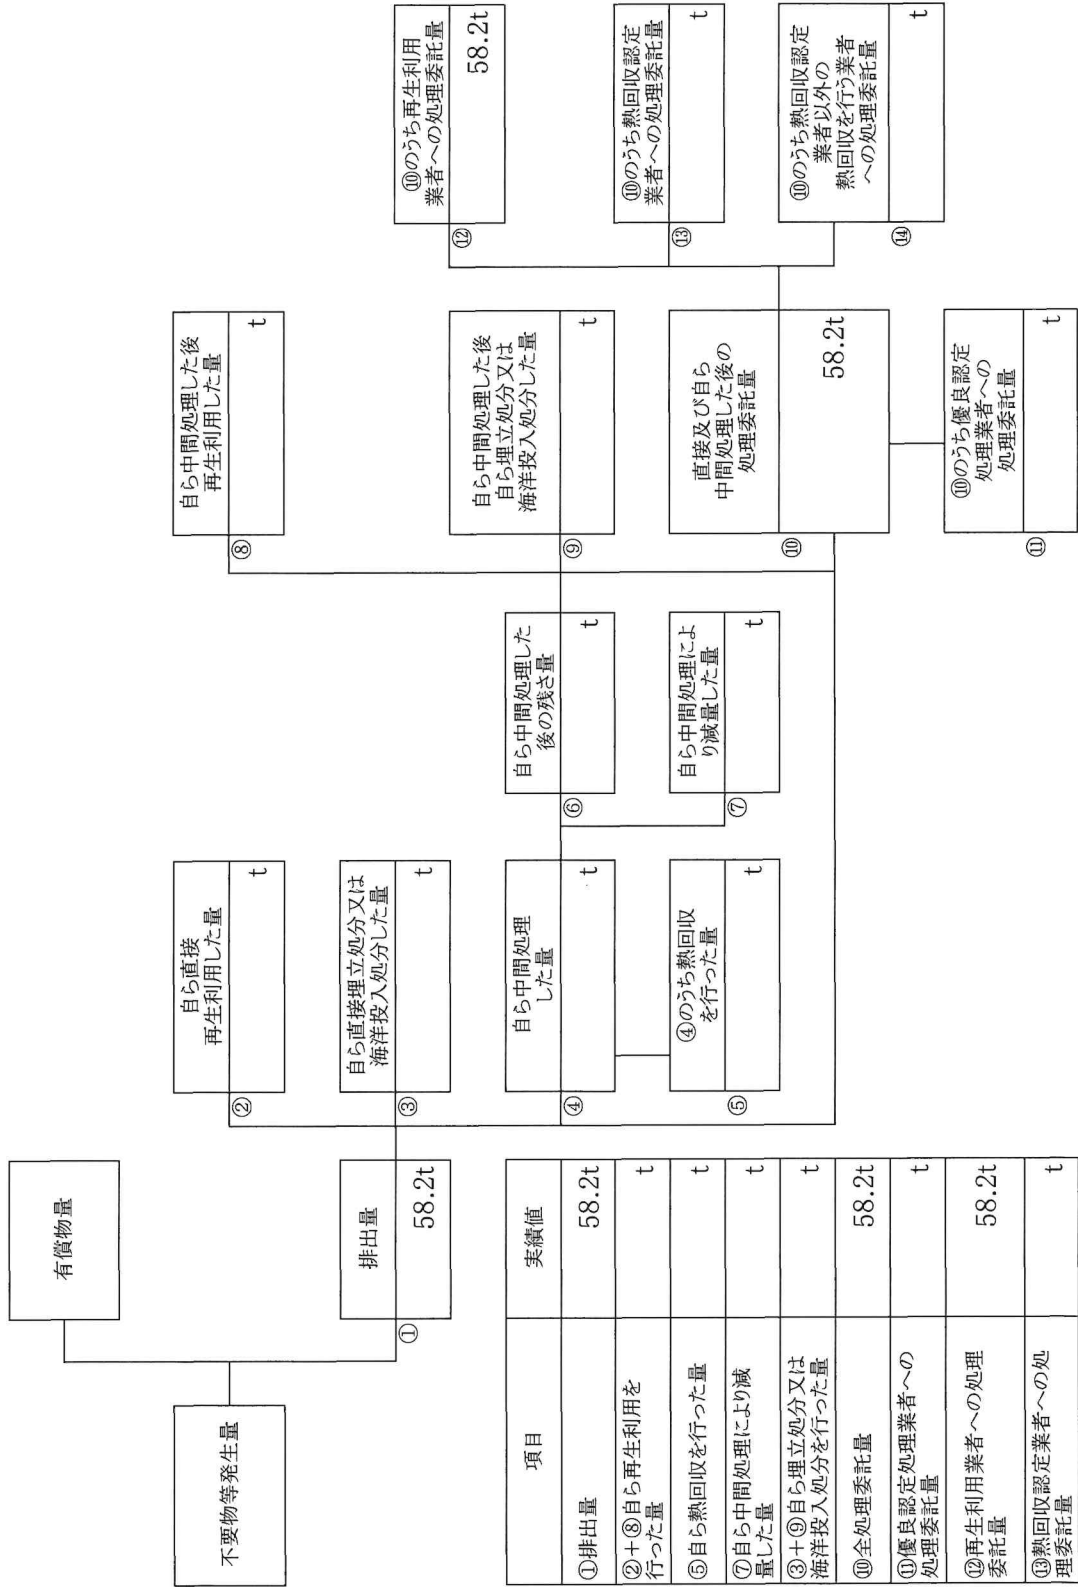 不要物等発生量
有償物量
①
排出量
58.2t
②
自ら直接
再生利用した量
t
③
自ら直接埋立処分又は
海洋投入処分した量
t
④
自ら中間処理
した量
t
⑤
④のうち熱回収
を行った量
t
⑥
自ら中間処理した
後の残さ量
t
⑦
自ら中間処理によ
り減量した量
t
⑧
自ら中間処理した後
再生利用した量
t
⑨
自ら中間処理した後
自ら埋立処分又は
海洋投入処分した量
t
⑩
直接及び自ら
中間処理した後の
処理委託量
58.2t
⑪
⑩のうち優良認定
処理業者への
処理委託量
t
⑫
⑩のうち再生利用
業者への処理委託量
58.2t
⑬
⑩のうち熱回収認定
業者への処理委託量
t
⑭
⑩のうち熱回収認定
業者以外の
熱回収を行う業者
への処理委託量
t
項目 実績値
①排出量 58.2t
②+⑧自ら再生利用を
行った量 t
⑤自ら熱回収を行った量 t
⑦自ら中間処理により減
量した量 t
③+⑨自ら埋立処分又は
海洋投入処分を行った量 t
⑩全処理委託量 58.2t
⑪優良認定処理業者への
処理委託量 t
⑫再生利用業者への処理
委託量 58.2t
⑬熱回収認定業者への処
理委託量 t